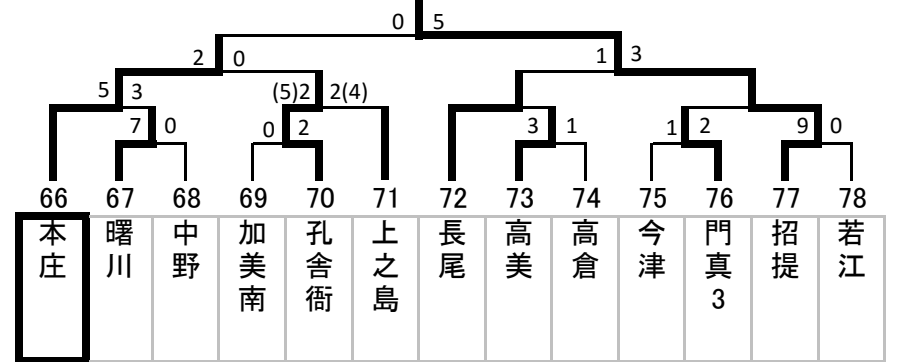 0 5
2 0 1 3
5 3 (5)2 2(4)
7 0 0 2 3 1 1 2 9 0
66 67 68 69 70 71 72 73 74 75 76 77 78
本庄 曙川 中野 加美南 孔舎衙 上之島 長尾 高美 高倉 今津 門真3 招提 若江